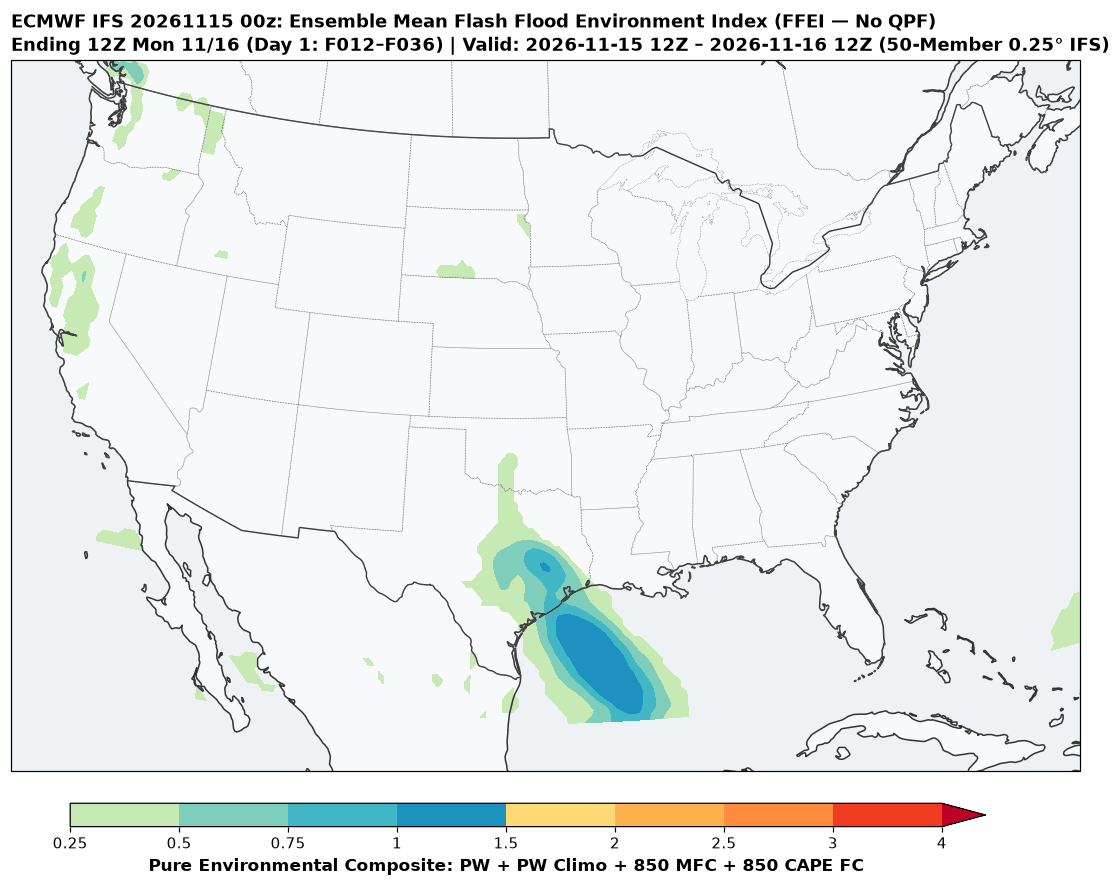 ECMWF IFS 20261115 00z: Ensemble Mean Flash Flood Environment Index (FFEI — No QPF)
Ending 12Z Mon 11/16 (Day 1: F012–F036) | Valid: 2026-11-15 12Z – 2026-11-16 12Z (50-Member 0.25° IFS)
0.25 0.5 0.75 1 1.5 2 2.5 3 4
Pure Environmental Composite: PW + PW Climo + 850 MFC + 850 CAPE FC